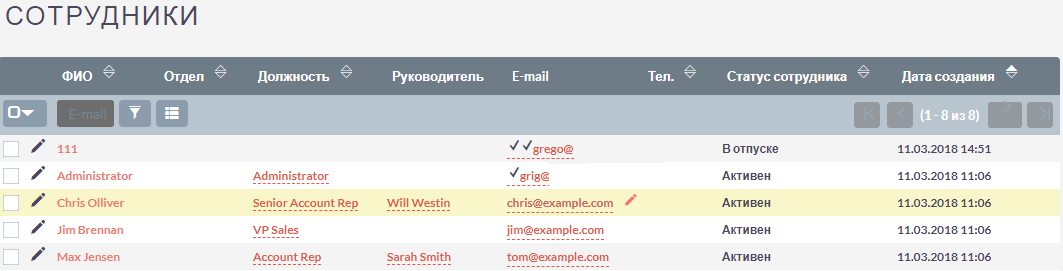 СОТРУДНИКИ
ФИО Отдел Должность Руководитель E-mail Тел. Статус сотрудника Дата создания
E-mail (1 - 8 из 8)
111 grego@ В отпуске 11.03.2018 14:51
Administrator Administrator grig@ Активен 11.03.2018 11:06
Chris Olliver Senior Account Rep Will Westin chris@example.com Активен 11.03.2018 11:06
Jim Brennan VP Sales jim@example.com Активен 11.03.2018 11:06
Max Jensen Account Rep Sarah Smith tom@example.com Активен 11.03.2018 11:06